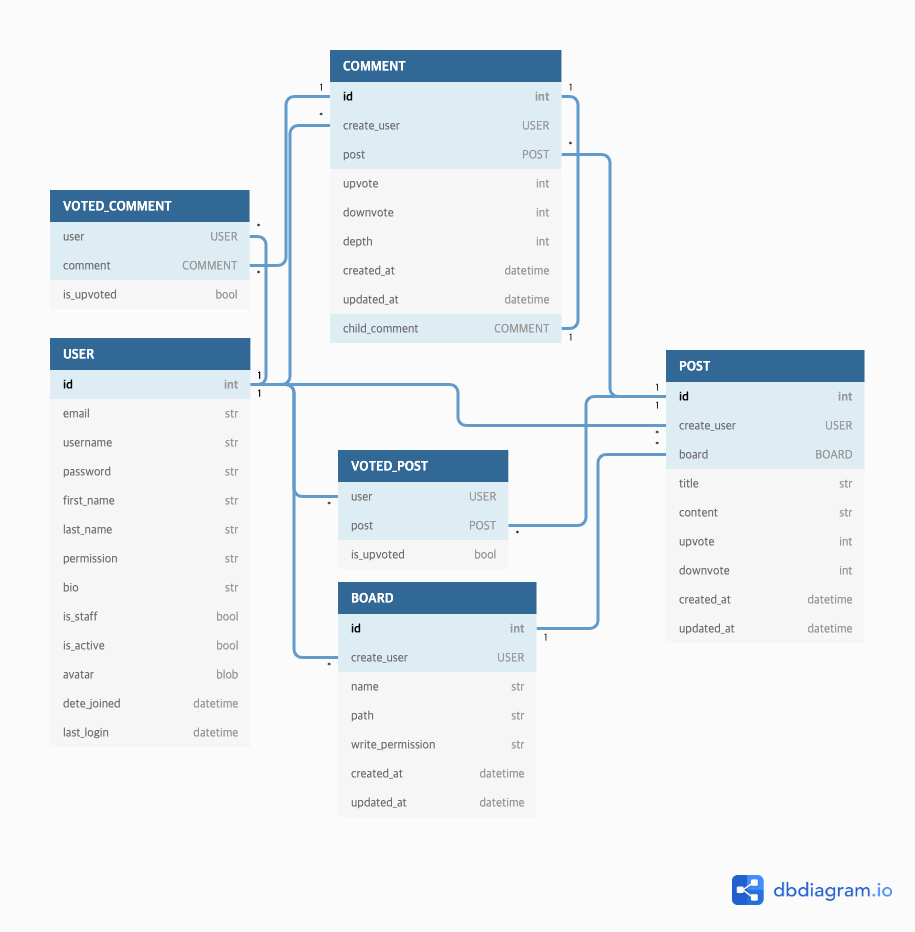 COMMENT
1 id int 1
* create_user USER
post POST *
upvote int
downvote int
depth int
created_at datetime
updated_at datetime
child_comment COMMENT
1
VOTED_COMMENT
user USER *
comment COMMENT *
is_upvoted bool
USER
id int 1
1
email str
username str
password str
first_name str
last_name str
permission str
bio str
is_staff bool
is_active bool
avatar blob
dete_joined datetime
last_login datetime
VOTED_POST
user USER
*
post POST
*
is_upvoted bool
BOARD
id int
1
create_user USER
*
name str
path str
write_permission str
created_at datetime
updated_at datetime
POST
1 id int
1
create_user USER
*
* board BOARD
title str
content str
upvote int
downvote int
created_at datetime
updated_at datetime
dbdiagram.io